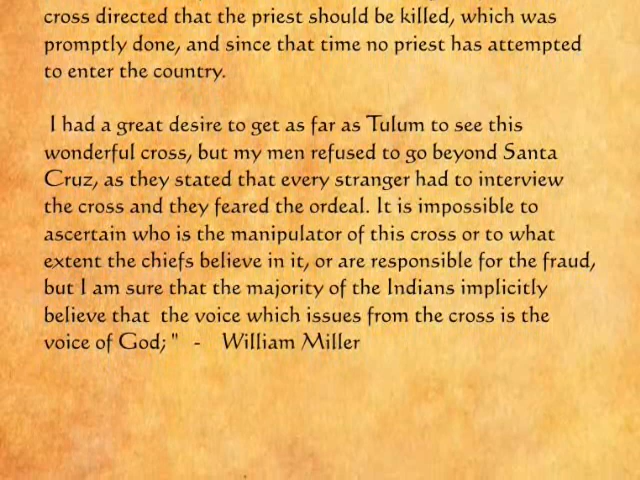 cross directed that the priest should be killed, which was
promptly done, and since that time no priest has attempted
to enter the country.
I had a great desire to get as far as Tulum to see this
wonderful cross, but my men refused to go beyond Santa
Cruz, as they stated that every stranger had to interview
the cross and they feared the ordeal. It is impossible to
ascertain who is the manipulator of this cross or to what
extent the chiefs believe in it, or are responsible for the fraud,
but I am sure that the majority of the Indians implicitly
believe that  the voice which issues from the cross is the
voice of God; "  -   William Miller